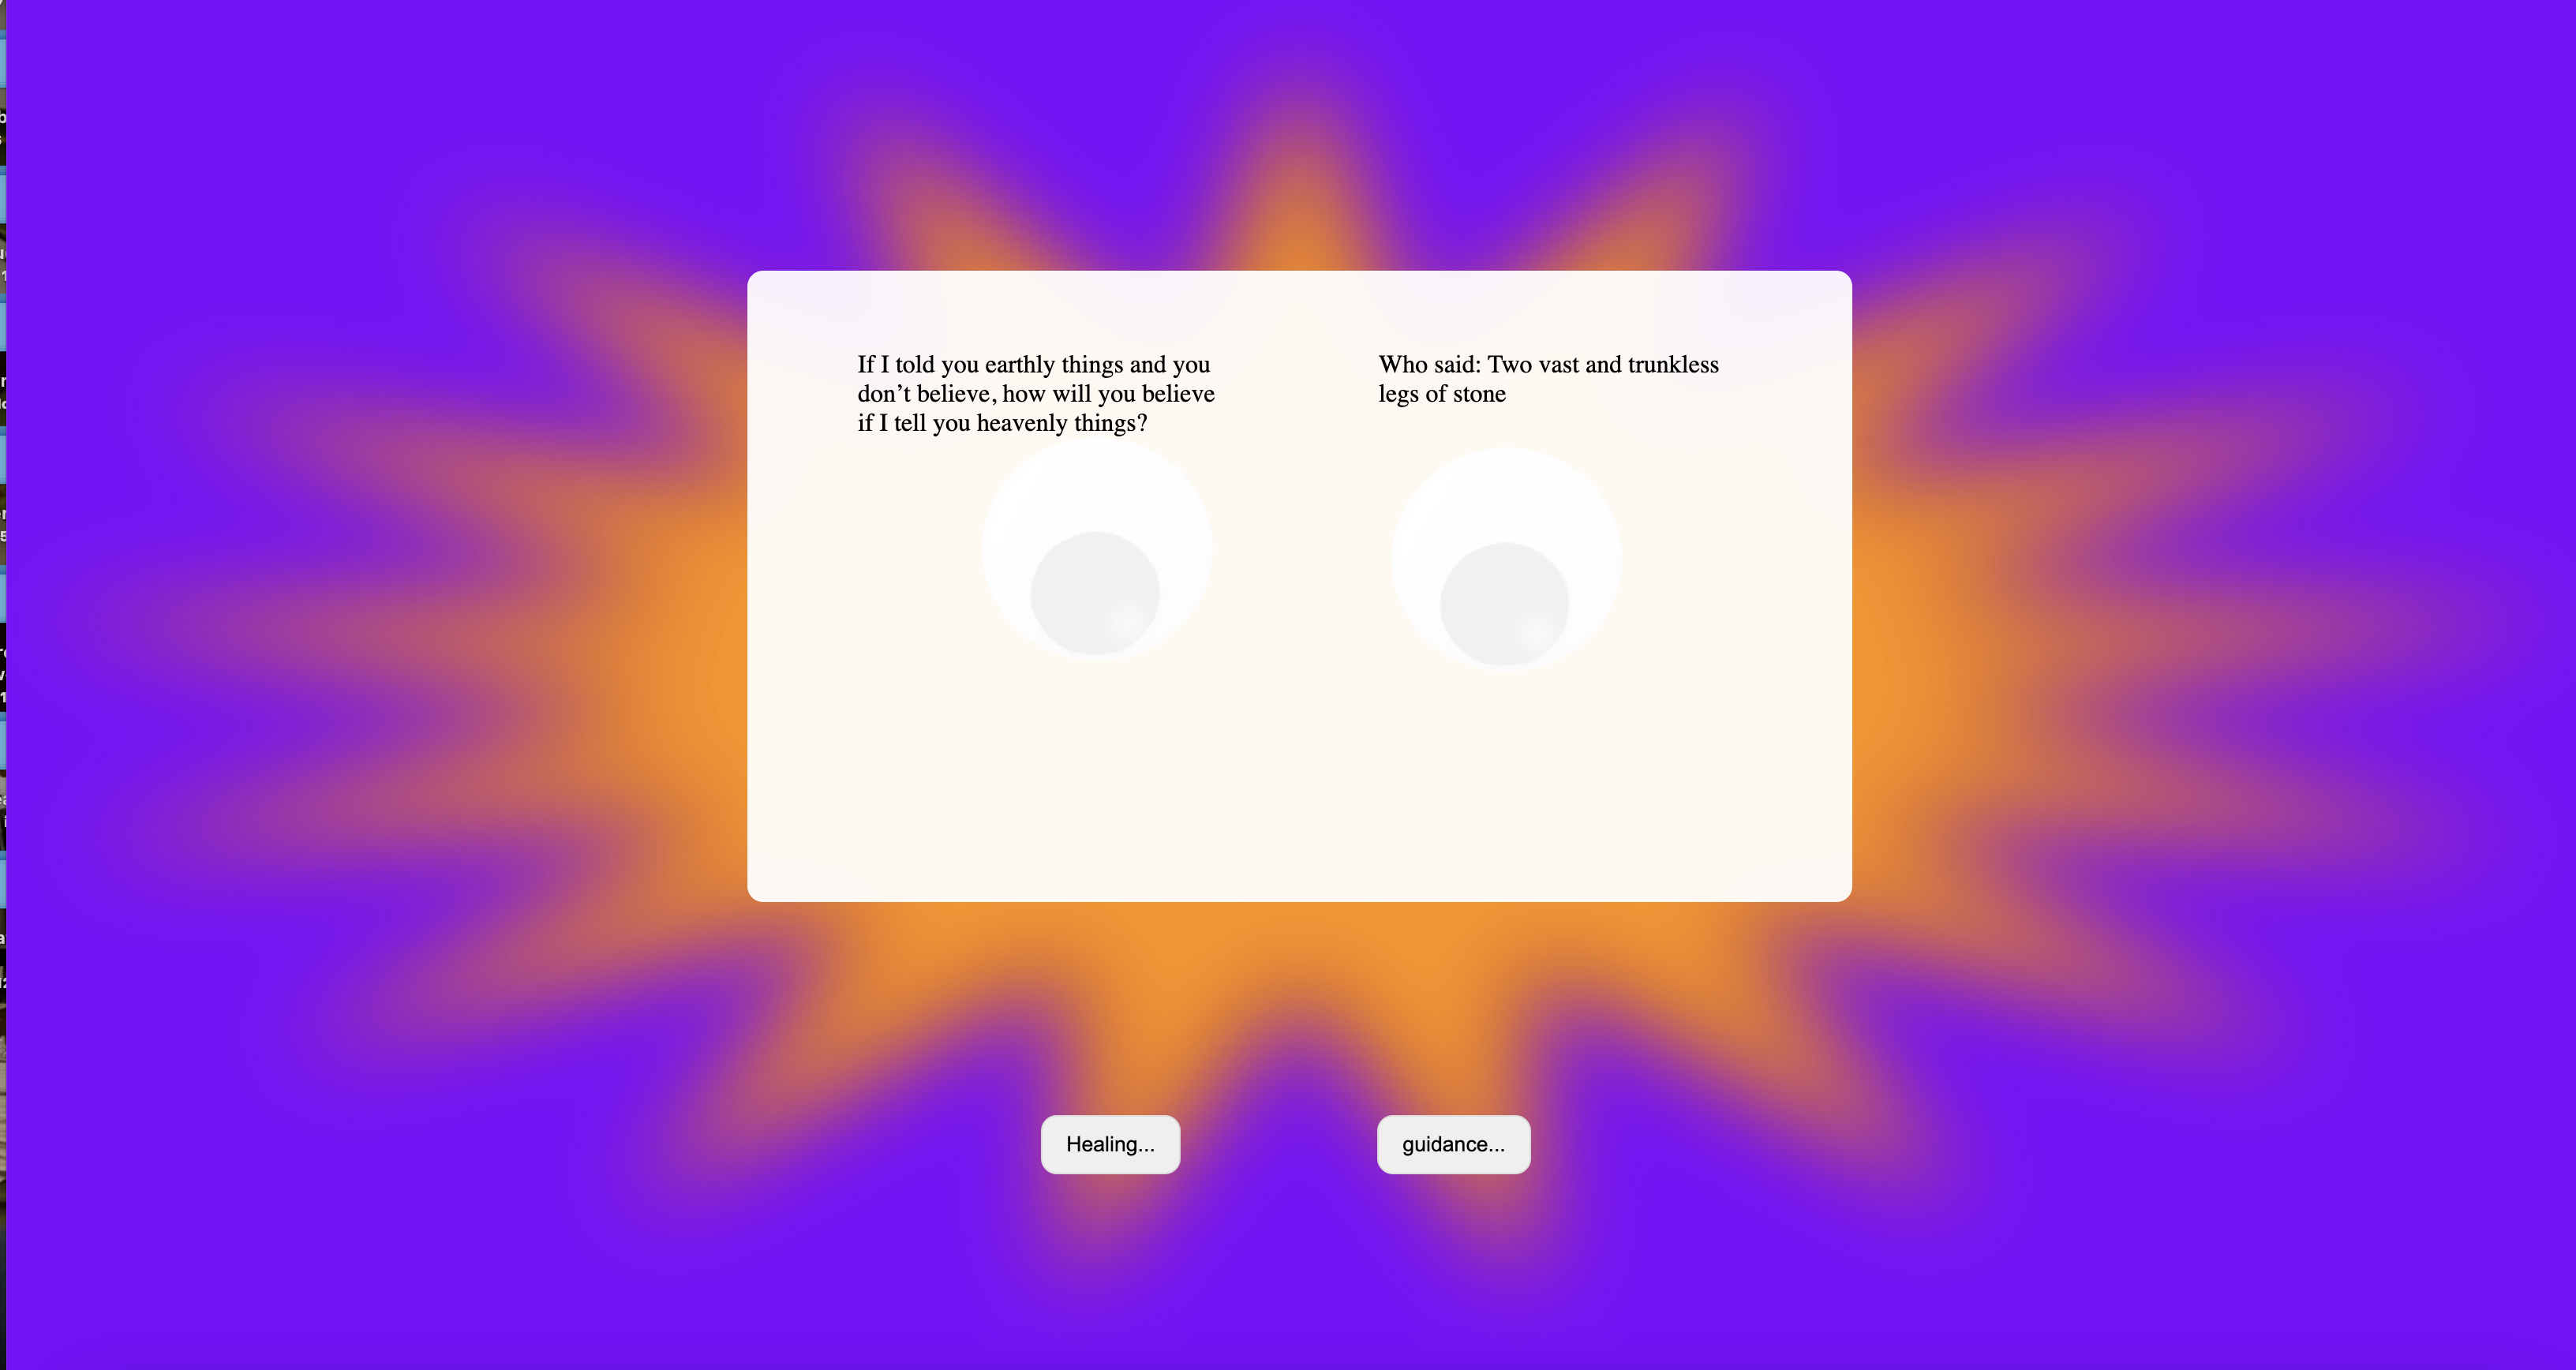 If I told you earthly things and you
don’t believe, how will you believe
if I tell you heavenly things?
Who said: Two vast and trunkless
legs of stone
Healing...
guidance...